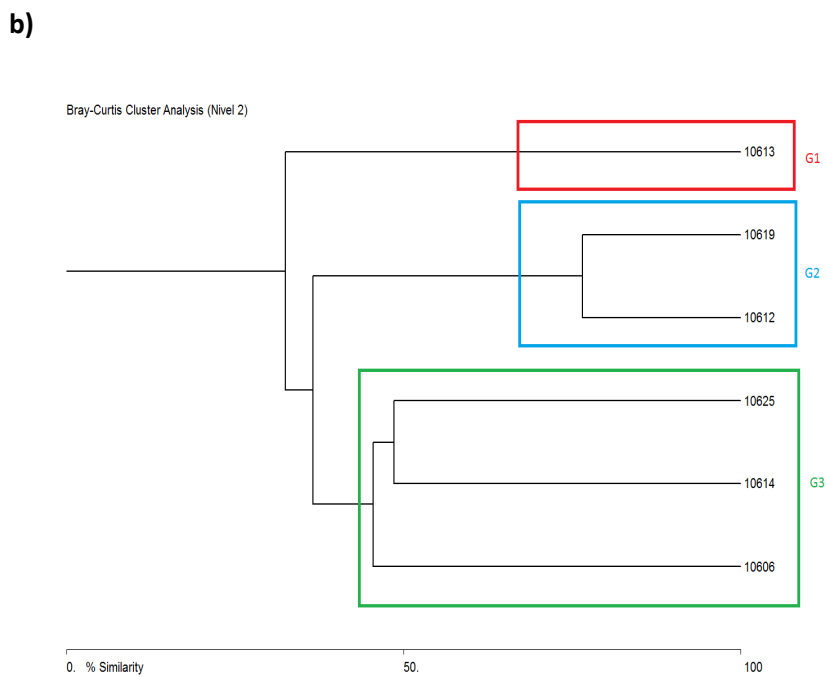 b)
Bray-Curtis Cluster Analysis (Nivel 2)
10613
G1
10619
G2
10612
10625
10614
G3
10606
0. % Similarity 50. 100